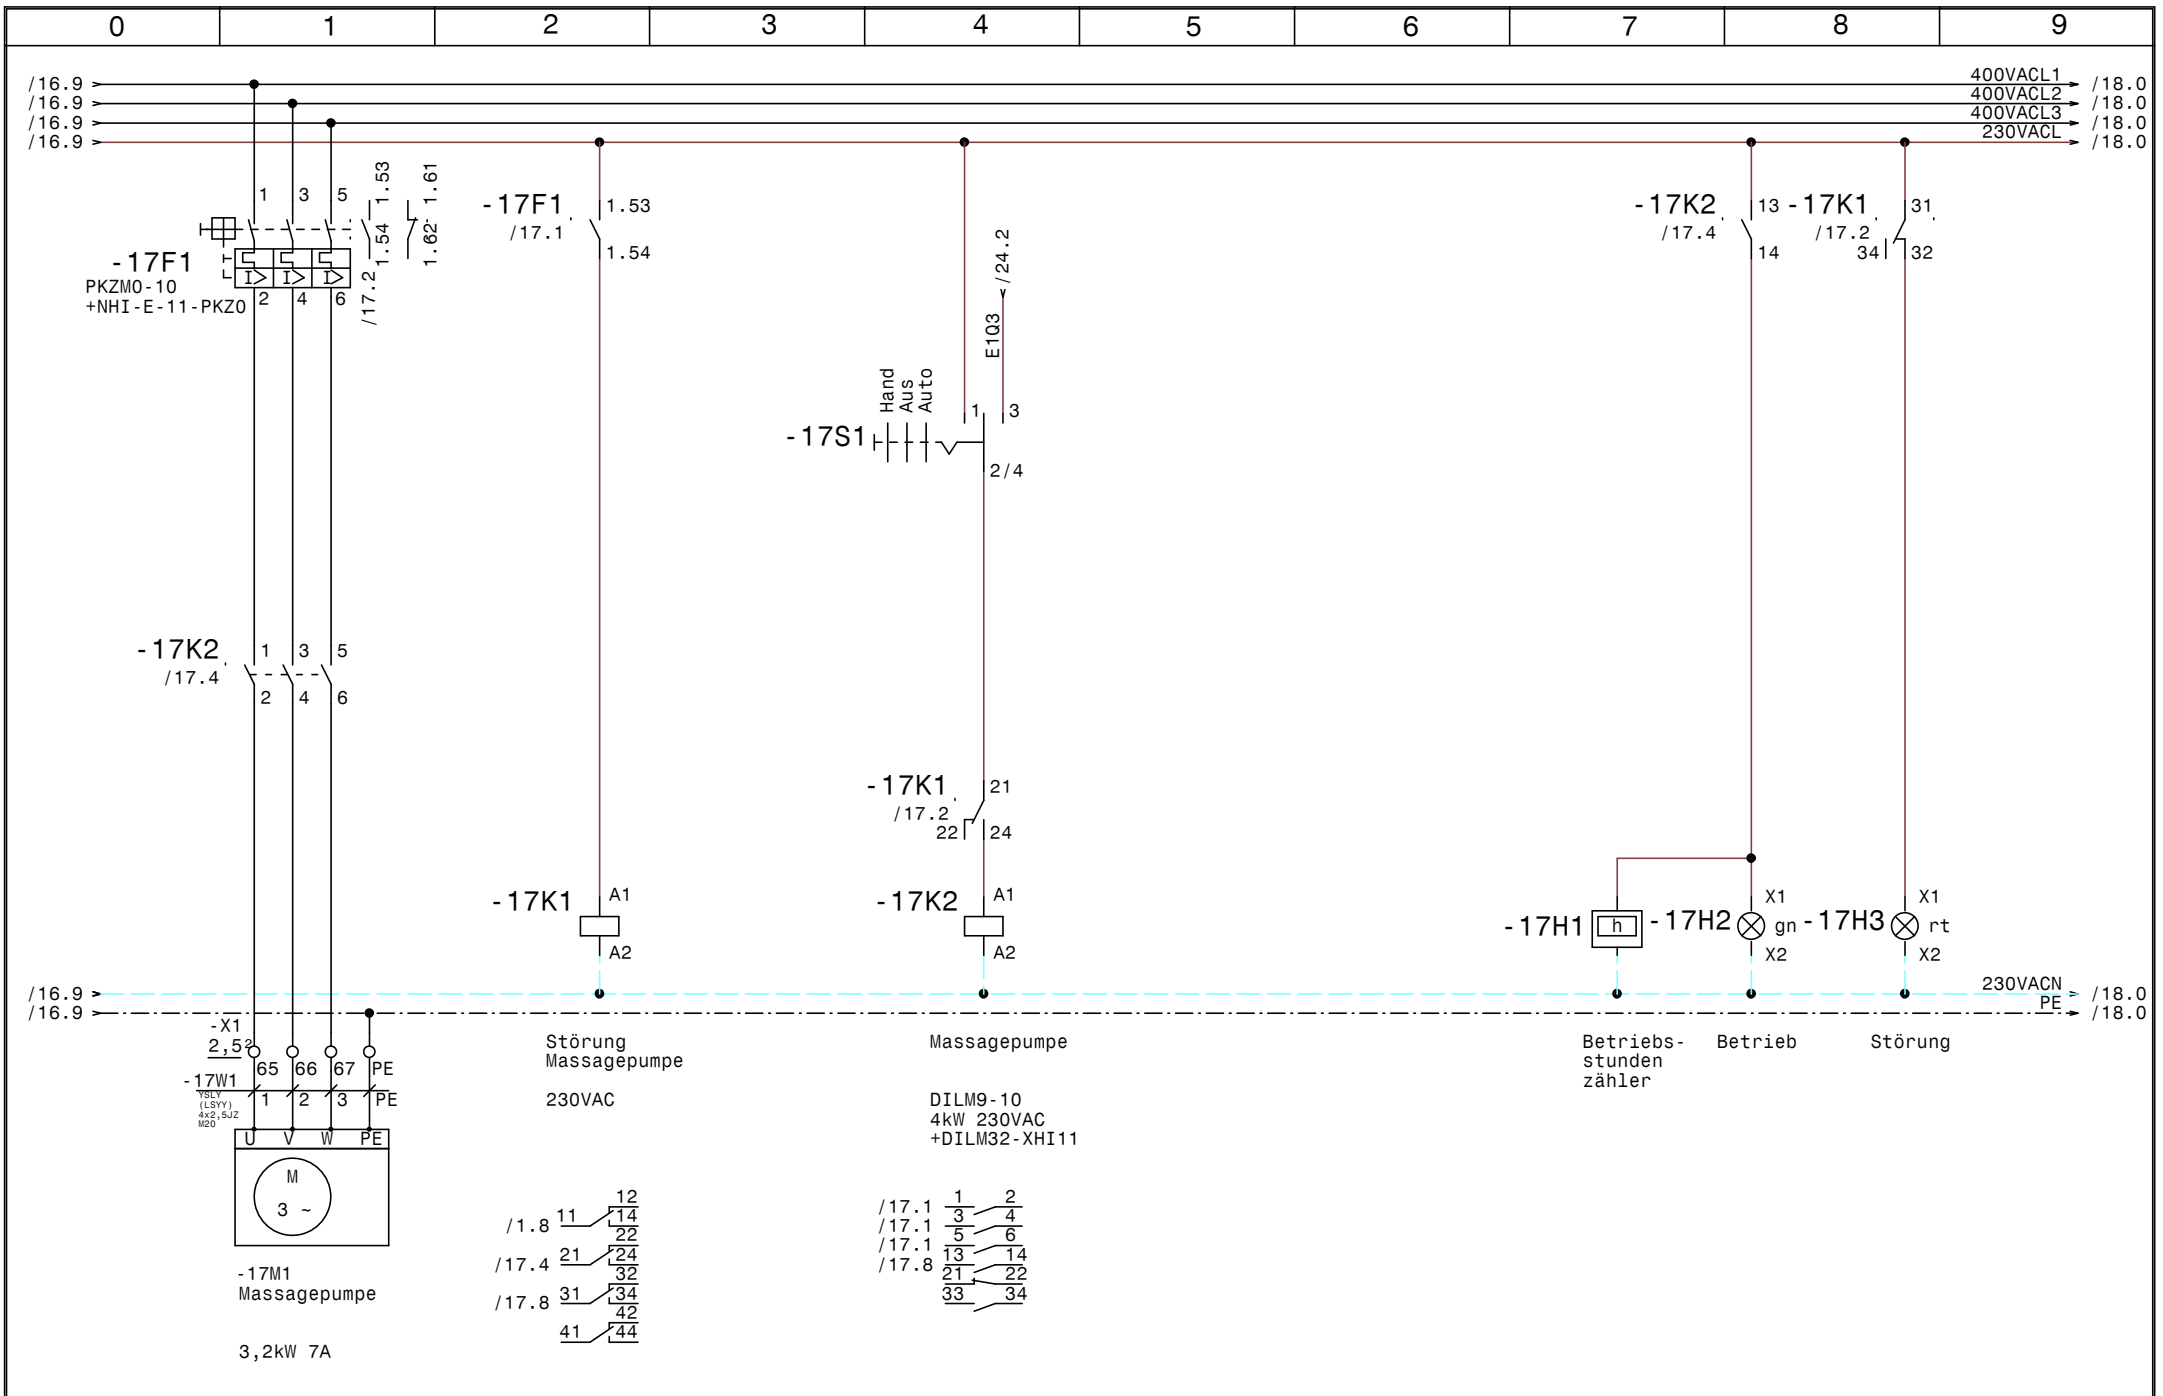 0 1 2 3 4 5 6 7 8 9
/16.9 400VACL1 /18.0
/16.9 400VACL2 /18.0
/16.9 400VACL3 /18.0
/16.9 230VACL /18.0
1 3 5
1.53
1.54
/17.2
1.61
1.62
-17F1
PKZM0-10
+NHI-E-11-PKZ0
I> I> I>
2 4 6
-17F1
/17.1
1.53
1.54
/24.2
E1Q3
Hand
Aus
Auto
-17S1
1 3
2/4
-17K2
/17.4
13
14
-17K1
/17.2
31
34 32
-17K2
/17.4
1 3 5
2 4 6
-17K1
/17.2
21
22 24
-17K1
A1
A2
-17K2
A1
A2
-17H1
h
-17H2
X1
gn
X2
-17H3
X1
rt
X2
/16.9 230VACN /18.0
/16.9 PE /18.0
-X1
2,5²
65 66 67 PE
-17W1
YSLY
(LSYY)
4x2,5JZ
M20
1 2 3 PE
U V W PE
M
3 ~
-17M1
Massagepumpe
3,2kW 7A
Störung
Massagepumpe
230VAC
12
/1.8 11 14
22
/17.4 21 24
32
/17.8 31 34
42
41 44
Massagepumpe
DILM9-10
4kW 230VAC
+DILM32-XHI11
/17.1 1 2
/17.1 3 4
/17.1 5 6
/17.8 13 14
21 22
33 34
Betriebs-
stunden
zähler
Betrieb
Störung